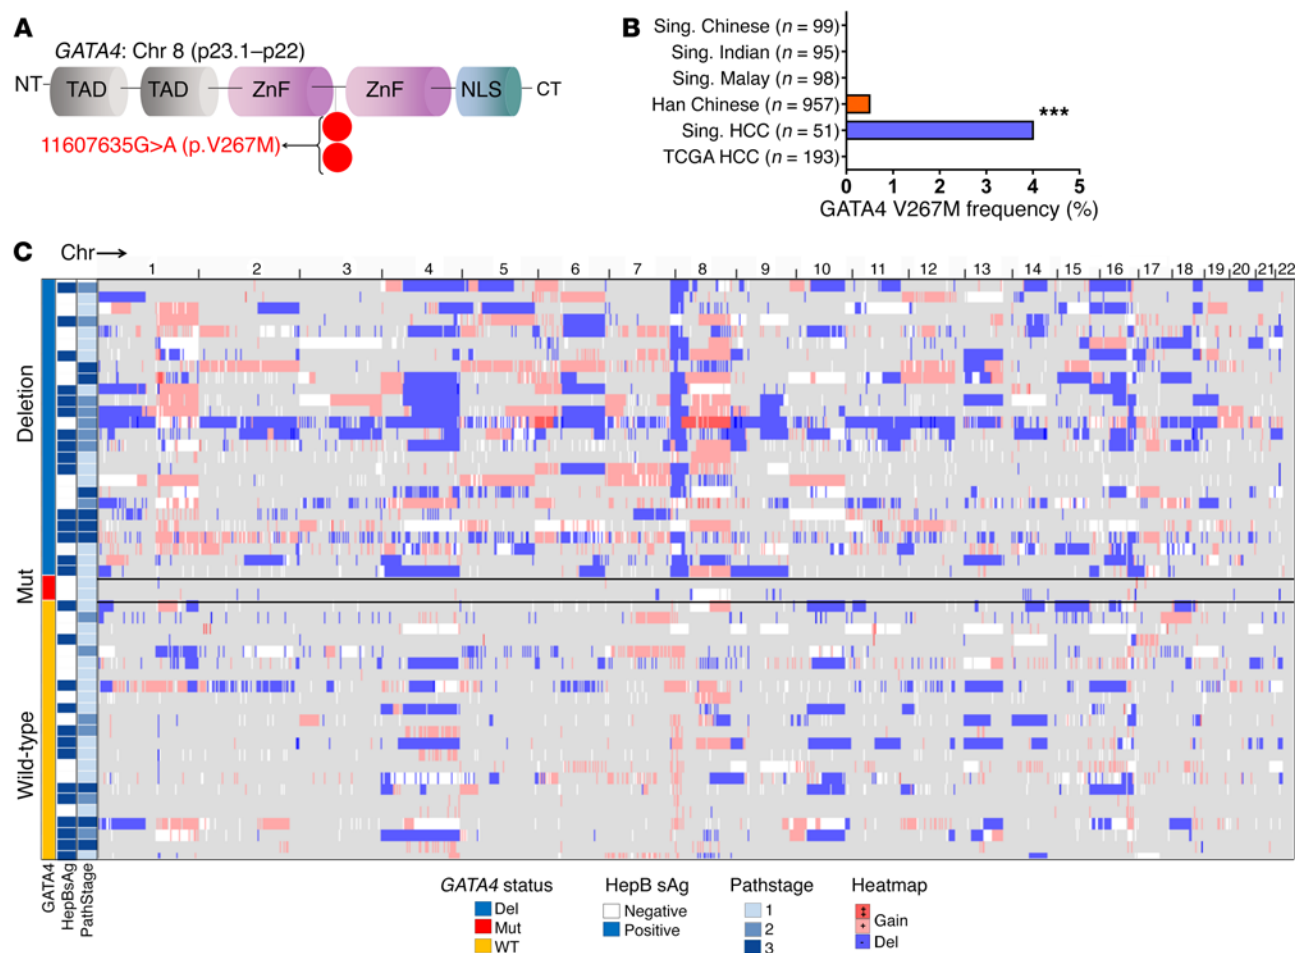 A
GATA4: Chr 8 (p23.1–p22)
NT
TAD
TAD
ZnF
ZnF
NLS
CT
11607635G>A (p.V267M)
B
Sing. Chinese (n = 99)
Sing. Indian (n = 95)
Sing. Malay (n = 98)
Han Chinese (n = 957)
Sing. HCC (n = 51)
TCGA HCC (n = 193)
***
0 1 2 3 4 5
GATA4 V267M frequency (%)
C
Chr
1 2 3 4 5 6 7 8 9 10 11 12 13 14 15 16 17 18 19 20 21 22
Deletion
Mut
Wild-type
GATA4
HepBsAg
PathStage
GATA4 status
Del
Mut
WT
HepB sAg
Negative
Positive
Pathstage
1
2
3
Heatmap
‡
+
Gain
-
Del